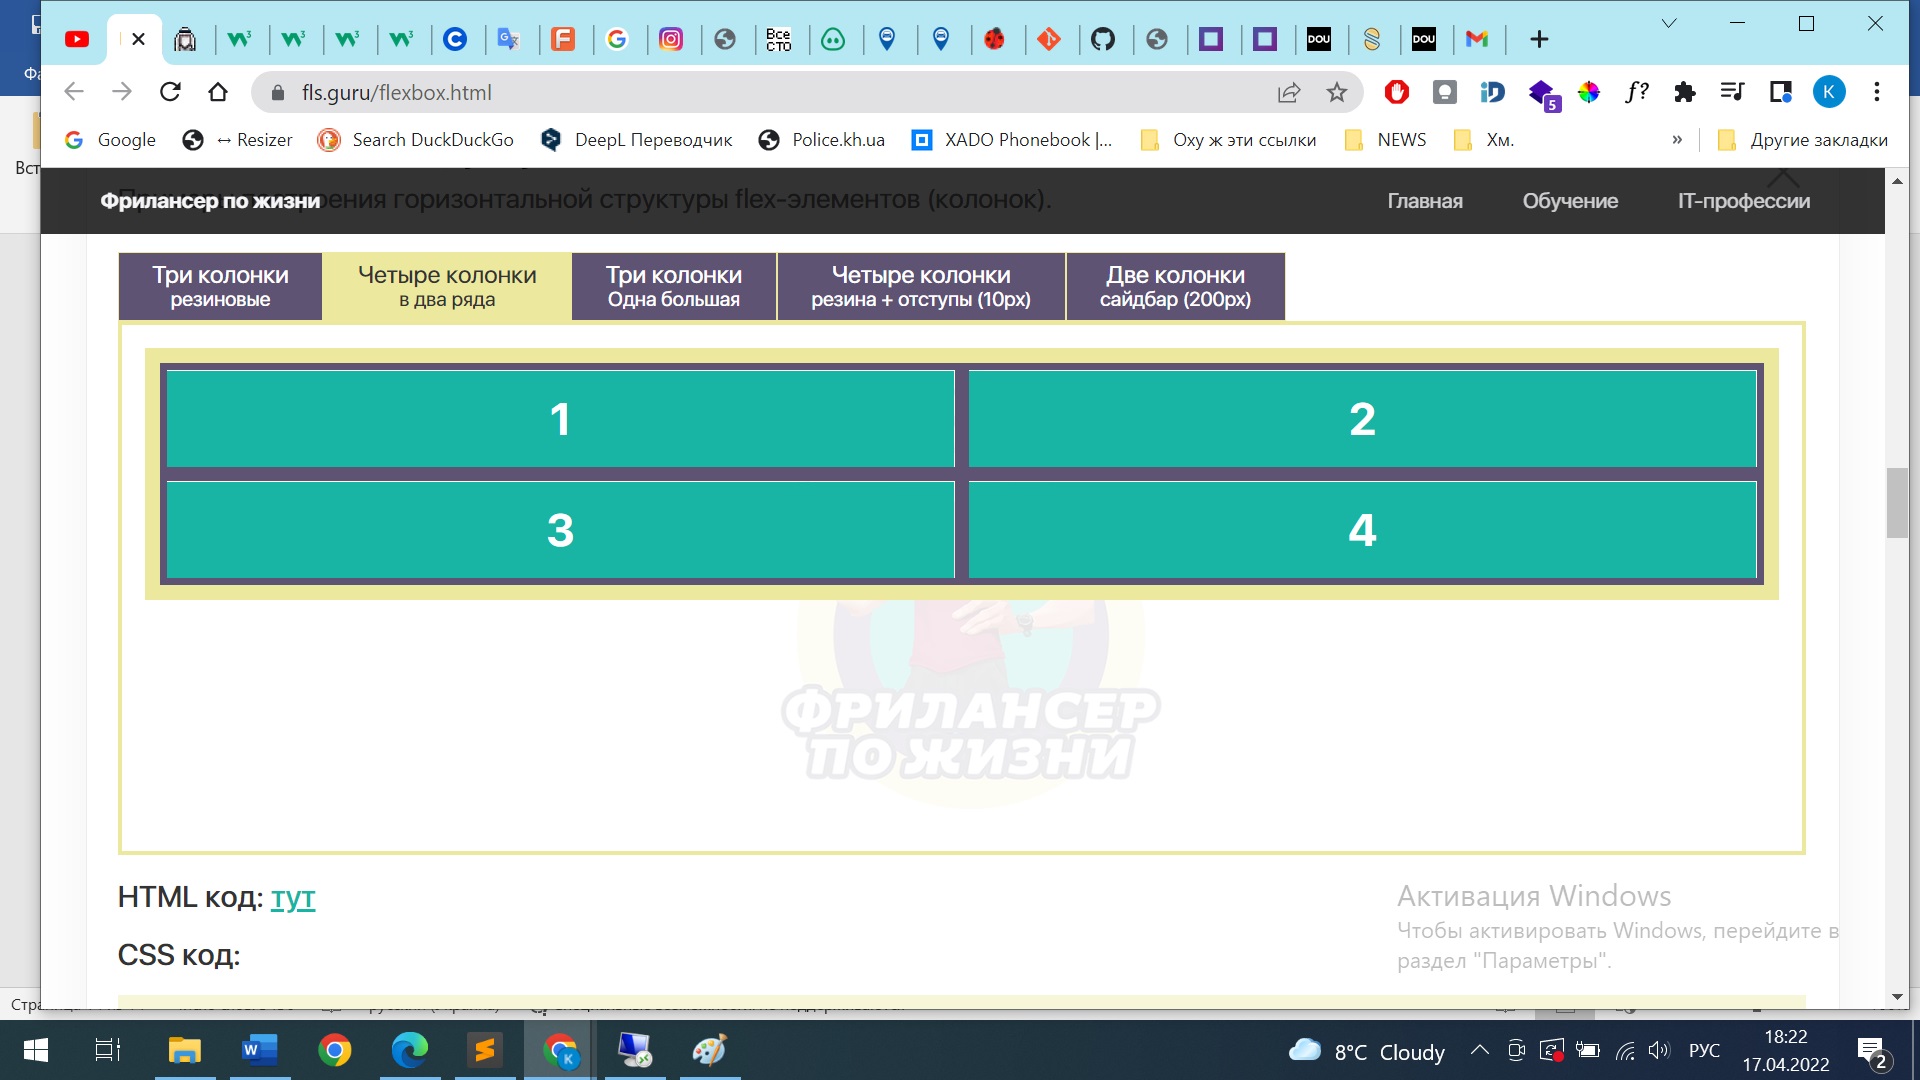 Фа
Вст
DOU
DOU
Все
СТО
fls.guru/flexbox.html
f?
5
K
Google
↔ Resizer
Search DuckDuckGo
DeepL Переводчик
Police.kh.ua
XADO Phonebook |...
Оху ж эти ссылки
NEWS
Хм.
»
Другие закладки
Фрилансер по жизни
горизонтальной структуры flex-элементов (колонок).
Главная
Обучение
IT-профессии
Три колонки
резиновые
Четыре колонки
в два ряда
Три колонки
Одна большая
Четыре колонки
резина + отступы (10px)
Две колонки
сайдбар (200px)
1
2
3
4
ФРИЛАНСЕР
ПО ЖИЗНИ
HTML код: тут
CSS код:
Активация Windows
Чтобы активировать Windows, перейдите в
раздел "Параметры".
8°C Cloudy
РУС
18:22
17.04.2022
2